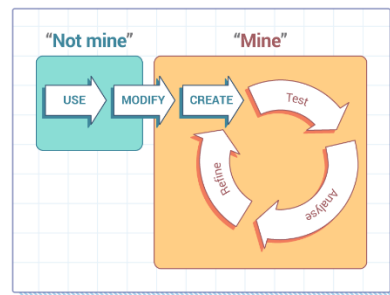 “Not mine”
“Mine”
USE
MODIFY
CREATE
Test
Analyse
Refine